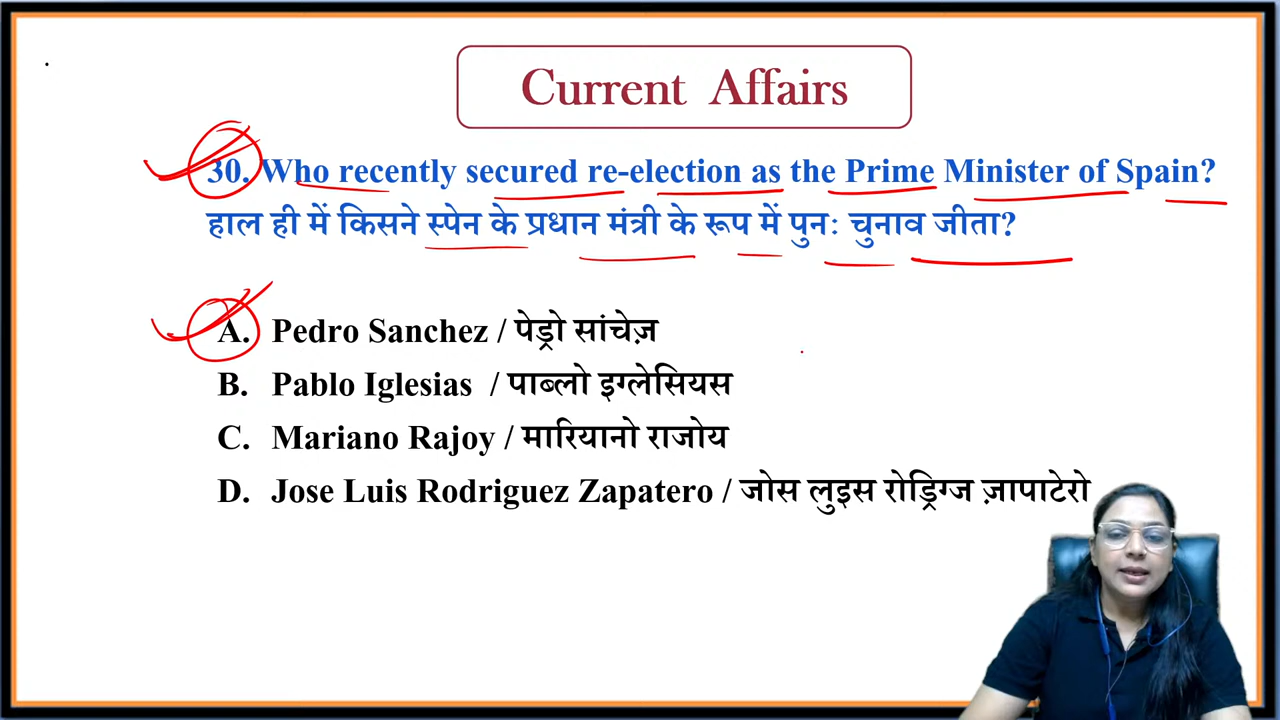 Current Affairs
30. Who recently secured re-election as the Prime Minister of Spain?
हाल ही में किसने स्पेन के प्रधान मंत्री के रूप में पुनः चुनाव जीता?
A. Pedro Sanchez / पेड्रो सांचेज़
B. Pablo Iglesias / पाब्लो इग्लेसियस
C. Mariano Rajoy / मारियानो राजोय
D. Jose Luis Rodriguez Zapatero / जोस लुइस रोड्रिग्ज ज़ापाटेरो